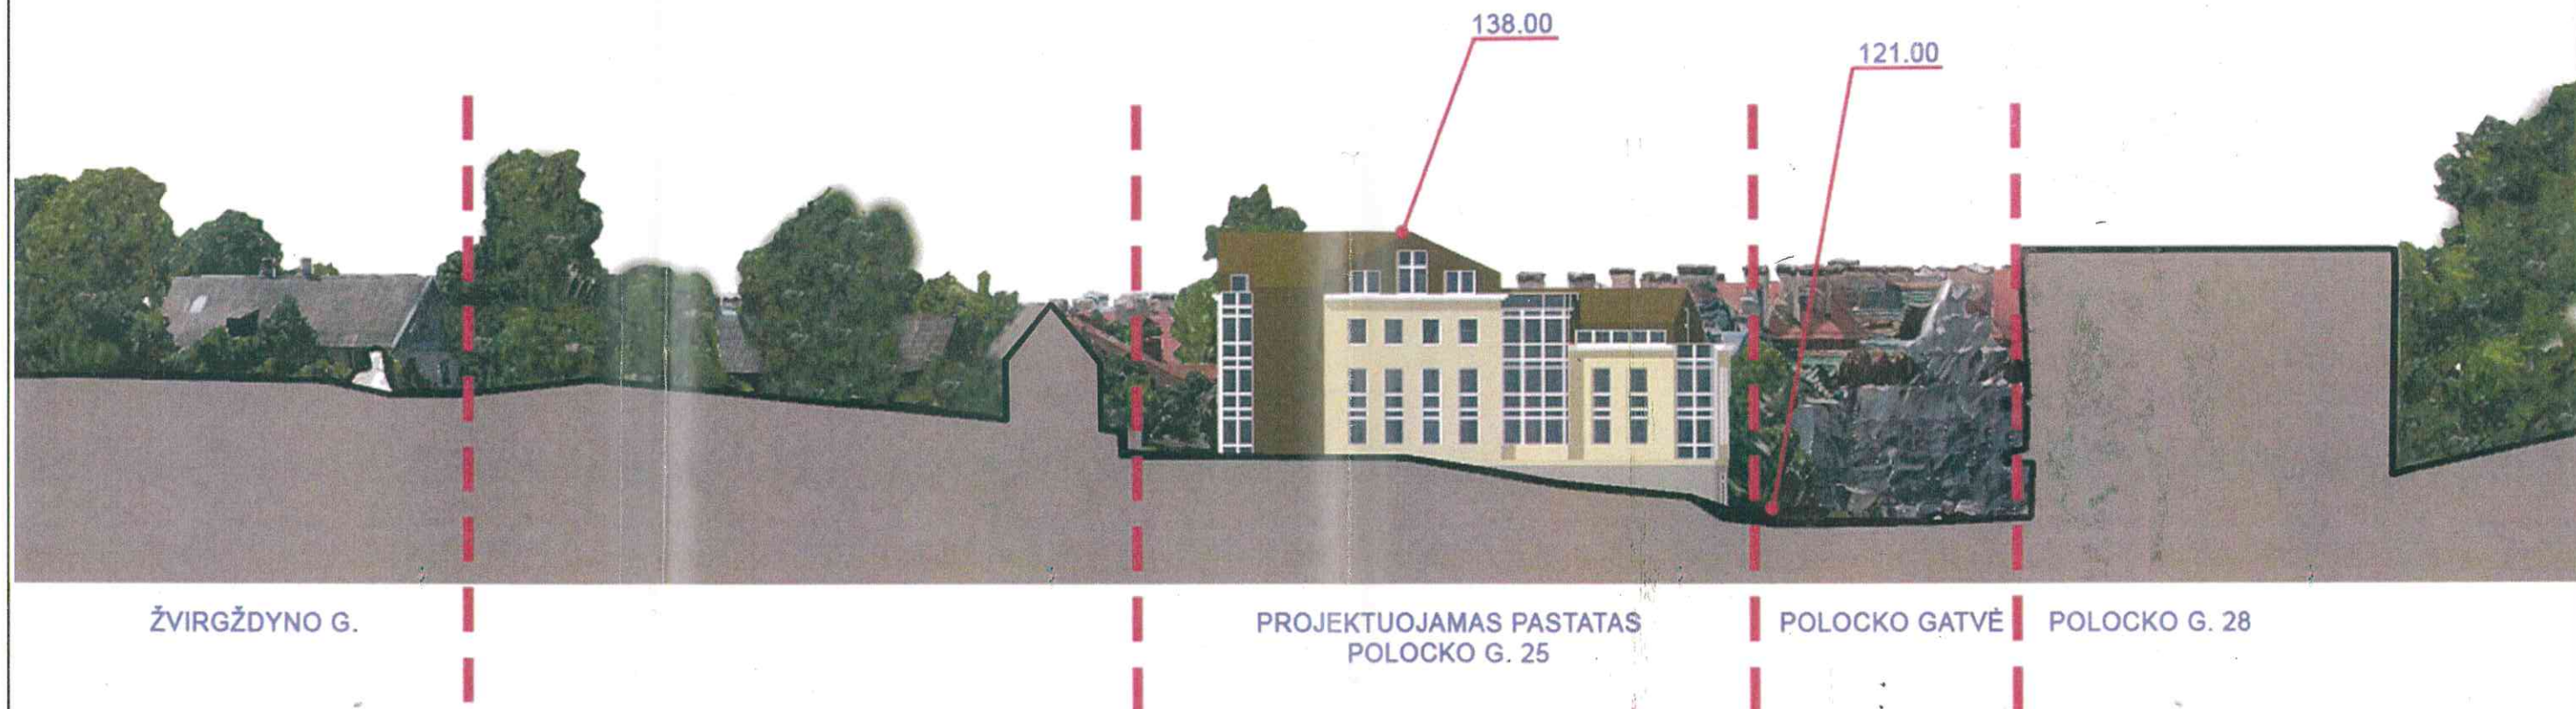 138.00
121.00
ŽVIRGŽDYNO G.
PROJEKTUOJAMAS PASTATAS
POLOCKO G. 25
POLOCKO GATVĖ
POLOCKO G. 28